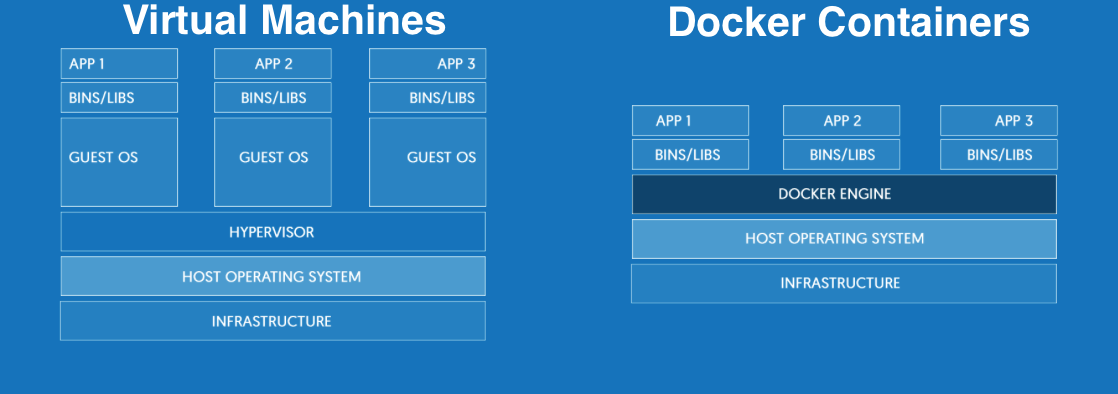 Virtual Machines
APP 1
APP 2
APP 3
BINS/LIBS
BINS/LIBS
BINS/LIBS
GUEST OS
GUEST OS
GUEST OS
HYPERVISOR
HOST OPERATING SYSTEM
INFRASTRUCTURE
Docker Containers
APP 1
APP 2
APP 3
BINS/LIBS
BINS/LIBS
BINS/LIBS
DOCKER ENGINE
HOST OPERATING SYSTEM
INFRASTRUCTURE